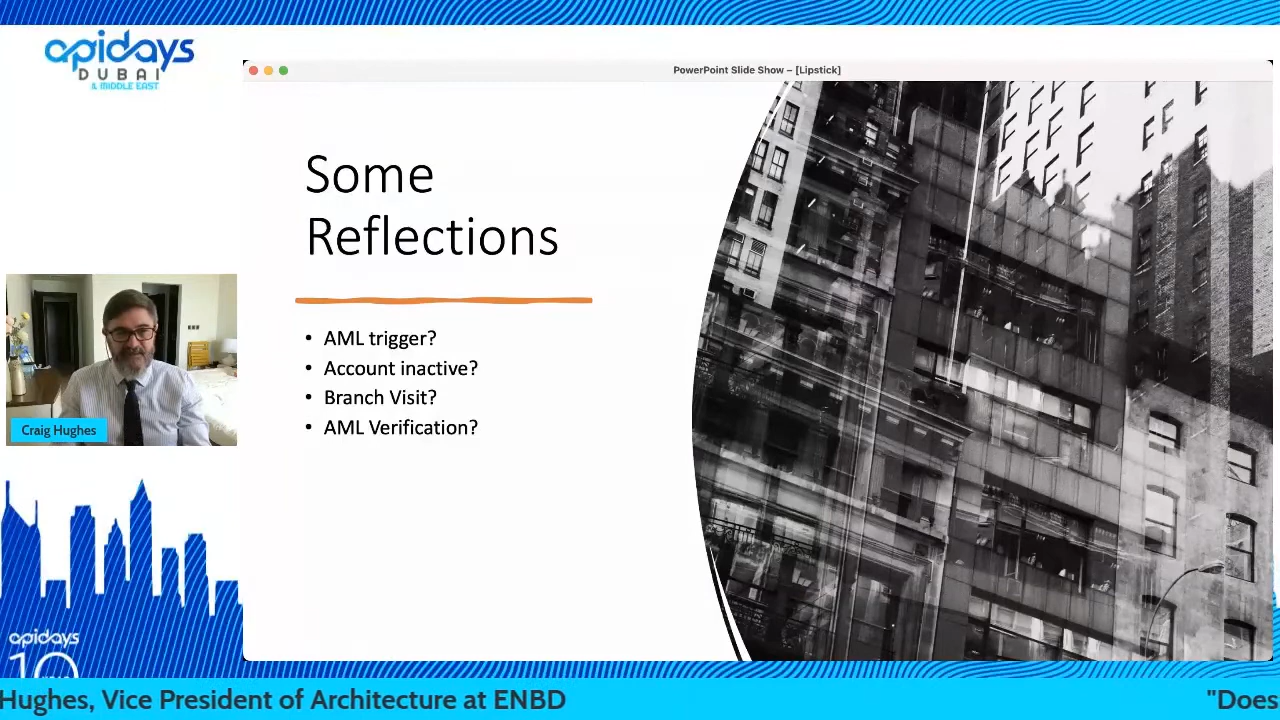 apidays
DUBAI
& MIDDLE EAST
PowerPoint Slide Show – [Lipstick]
Some
Reflections
• AML trigger?
• Account inactive?
• Branch Visit?
• AML Verification?
Craig Hughes
apidays
10
Hughes, Vice President of Architecture at ENBD
"Does